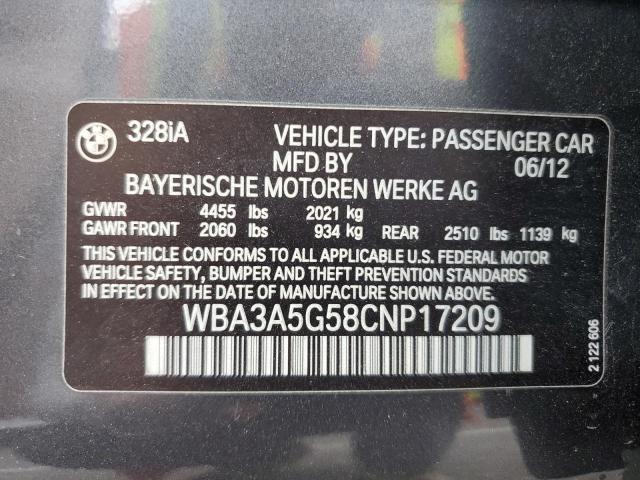 BMW
328iA VEHICLE TYPE: PASSENGER CAR
MFD BY 06/12
BAYERISCHE MOTOREN WERKE AG
GVWR 4455 lbs 2021 kg
GAWR FRONT 2060 lbs 934 kg REAR 2510 lbs 1139 kg
THIS VEHICLE CONFORMS TO ALL APPLICABLE U.S. FEDERAL MOTOR
VEHICLE SAFETY, BUMPER AND THEFT PREVENTION STANDARDS
IN EFFECT ON THE DATE OF MANUFACTURE SHOWN ABOVE.
WBA3A5G58CNP17209
2 122 606